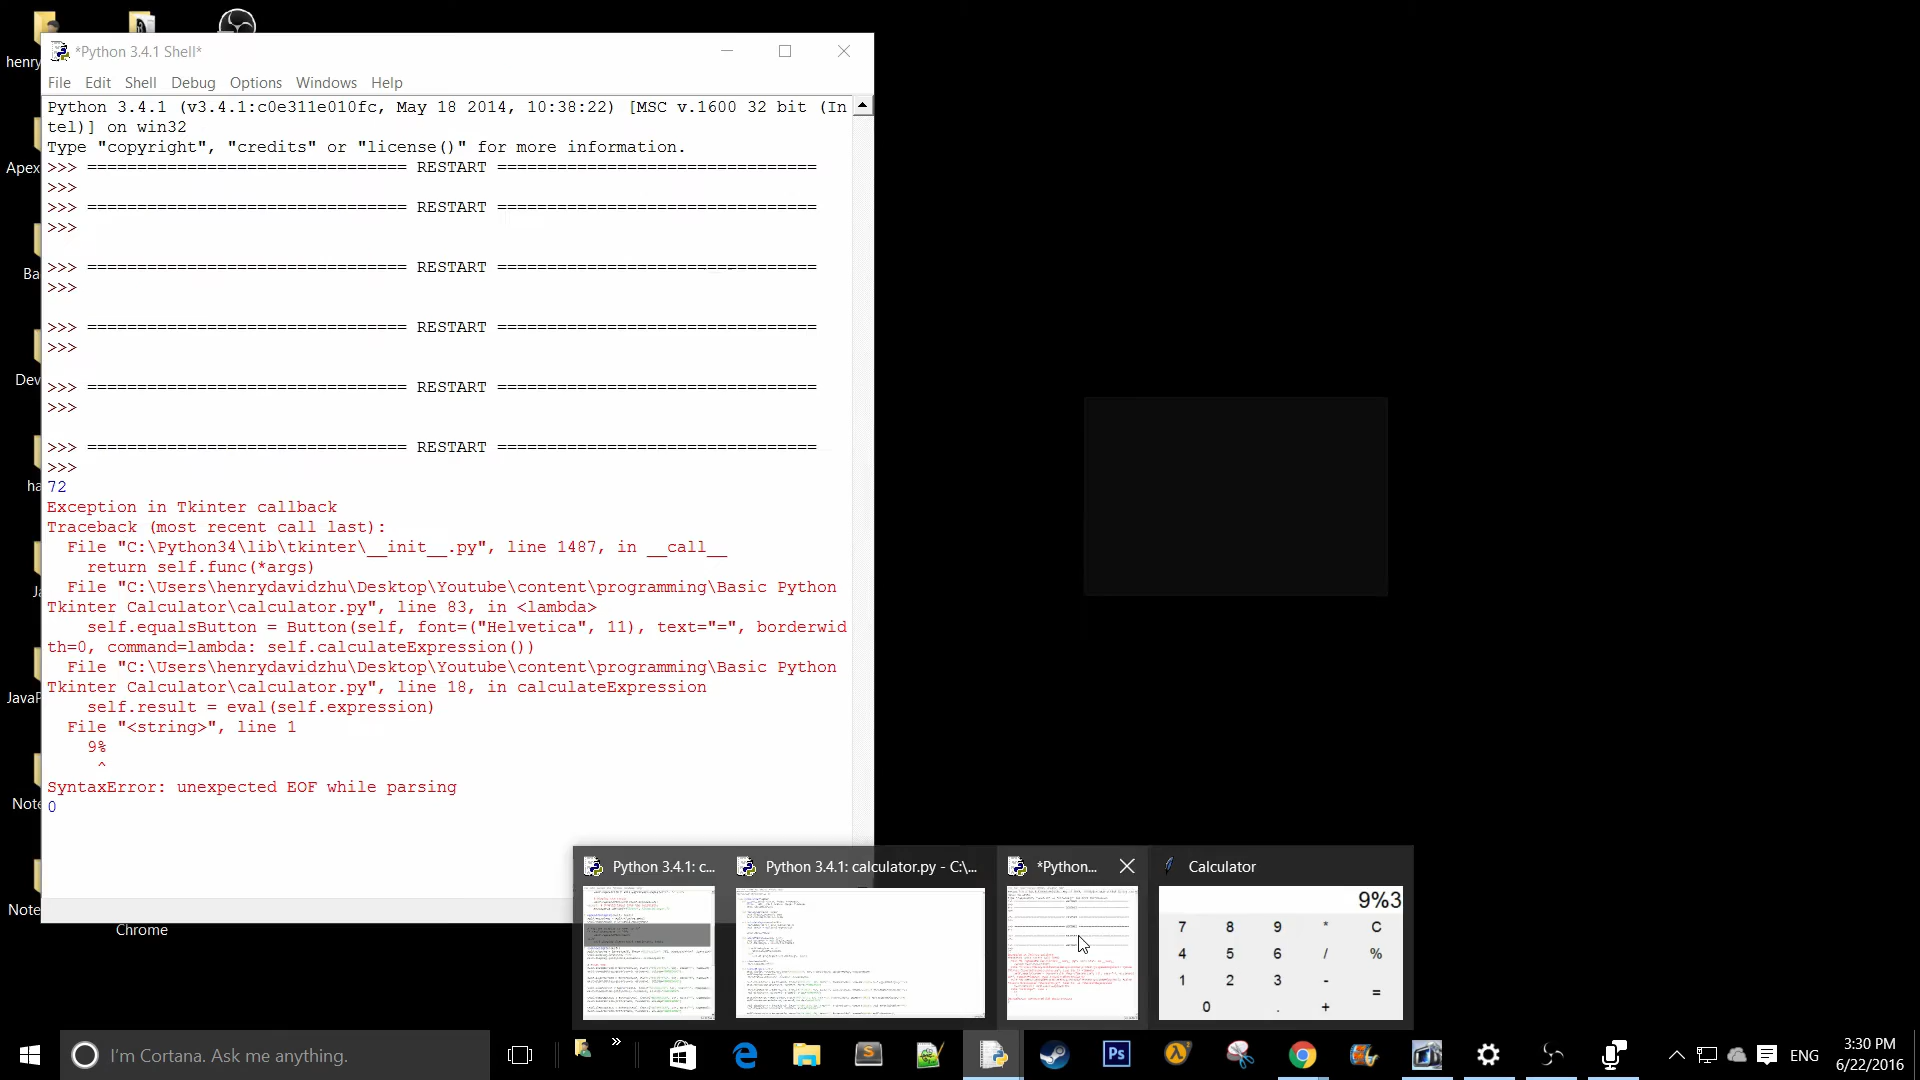 henry
*Python 3.4.1 Shell*
File Edit Shell Debug Options Windows Help
Python 3.4.1 (v3.4.1:c0e311e010fc, May 18 2014, 10:38:22) [MSC v.1600 32 bit (In
tel)] on win32
Type "copyright", "credits" or "license()" for more information.
>>> ================================ RESTART ================================
>>>
>>> ================================ RESTART ================================
>>>
>>> ================================ RESTART ================================
>>>
>>> ================================ RESTART ================================
>>>
>>> ================================ RESTART ================================
>>>
>>> ================================ RESTART ================================
>>>
72
Exception in Tkinter callback
Traceback (most recent call last):
File "C:\Python34\lib\tkinter\__init__.py", line 1487, in __call__
return self.func(*args)
File "C:\Users\henrydavidzhu\Desktop\Youtube\content\programming\Basic Python
Tkinter Calculator\calculator.py", line 83, in <lambda>
self.equalsButton = Button(self, font=("Helvetica", 11), text="=", borderwid
th=0, command=lambda: self.calculateExpression())
File "C:\Users\henrydavidzhu\Desktop\Youtube\content\programming\Basic Python
Tkinter Calculator\calculator.py", line 18, in calculateExpression
self.result = eval(self.expression)
File "<string>", line 1
9%
^
SyntaxError: unexpected EOF while parsing
0
Apex
Ba
Dev
ha
Ja
JavaP
Note
Note
Chrome
Python 3.4.1: c...
Python 3.4.1: calculator.py - C:\...
*Python...
Calculator
9%3
7 8 9 * C
4 5 6 / %
1 2 3 - =
0 . +
I'm Cortana. Ask me anything.
Ps
ENG
3:30 PM
6/22/2016